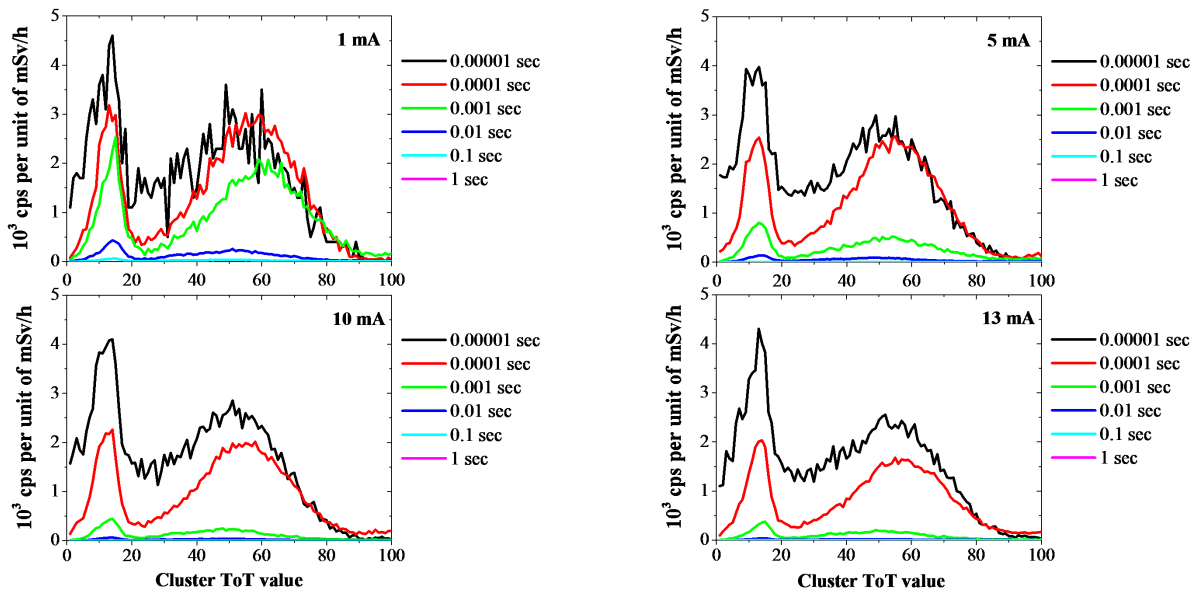 5
4
3
2
1
0
10³ cps per unit of mSv/h
1 mA
0.00001 sec
0.0001 sec
0.001 sec
0.01 sec
0.1 sec
1 sec
0 20 40 60 80 100
5
4
3
2
1
0
10³ cps per unit of mSv/h
5 mA
0.00001 sec
0.0001 sec
0.001 sec
0.01 sec
0.1 sec
1 sec
0 20 40 60 80 100
5
4
3
2
1
0
10³ cps per unit of mSv/h
10 mA
0.00001 sec
0.0001 sec
0.001 sec
0.01 sec
0.1 sec
1 sec
0 20 40 60 80 100
Cluster ToT value
5
4
3
2
1
0
10³ cps per unit of mSv/h
13 mA
0.00001 sec
0.0001 sec
0.001 sec
0.01 sec
0.1 sec
1 sec
0 20 40 60 80 100
Cluster ToT value